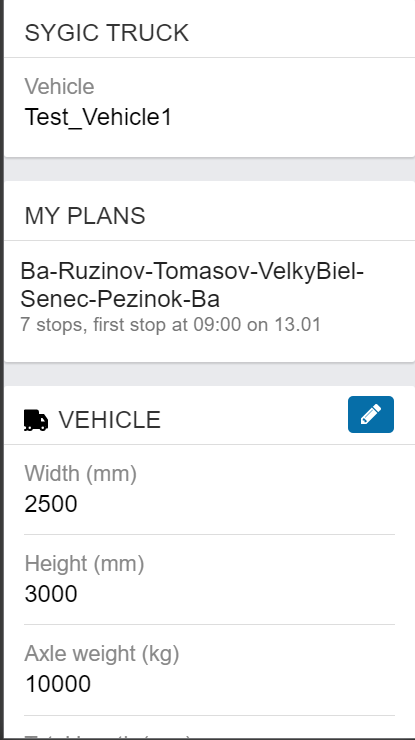 SYGIC TRUCK
Vehicle
Test_Vehicle1
MY PLANS
Ba-Ruzinov-Tomasov-VelkyBiel-
Senec-Pezinok-Ba
7 stops, first stop at 09:00 on 13.01
VEHICLE
Width (mm)
2500
Height (mm)
3000
Axle weight (kg)
10000